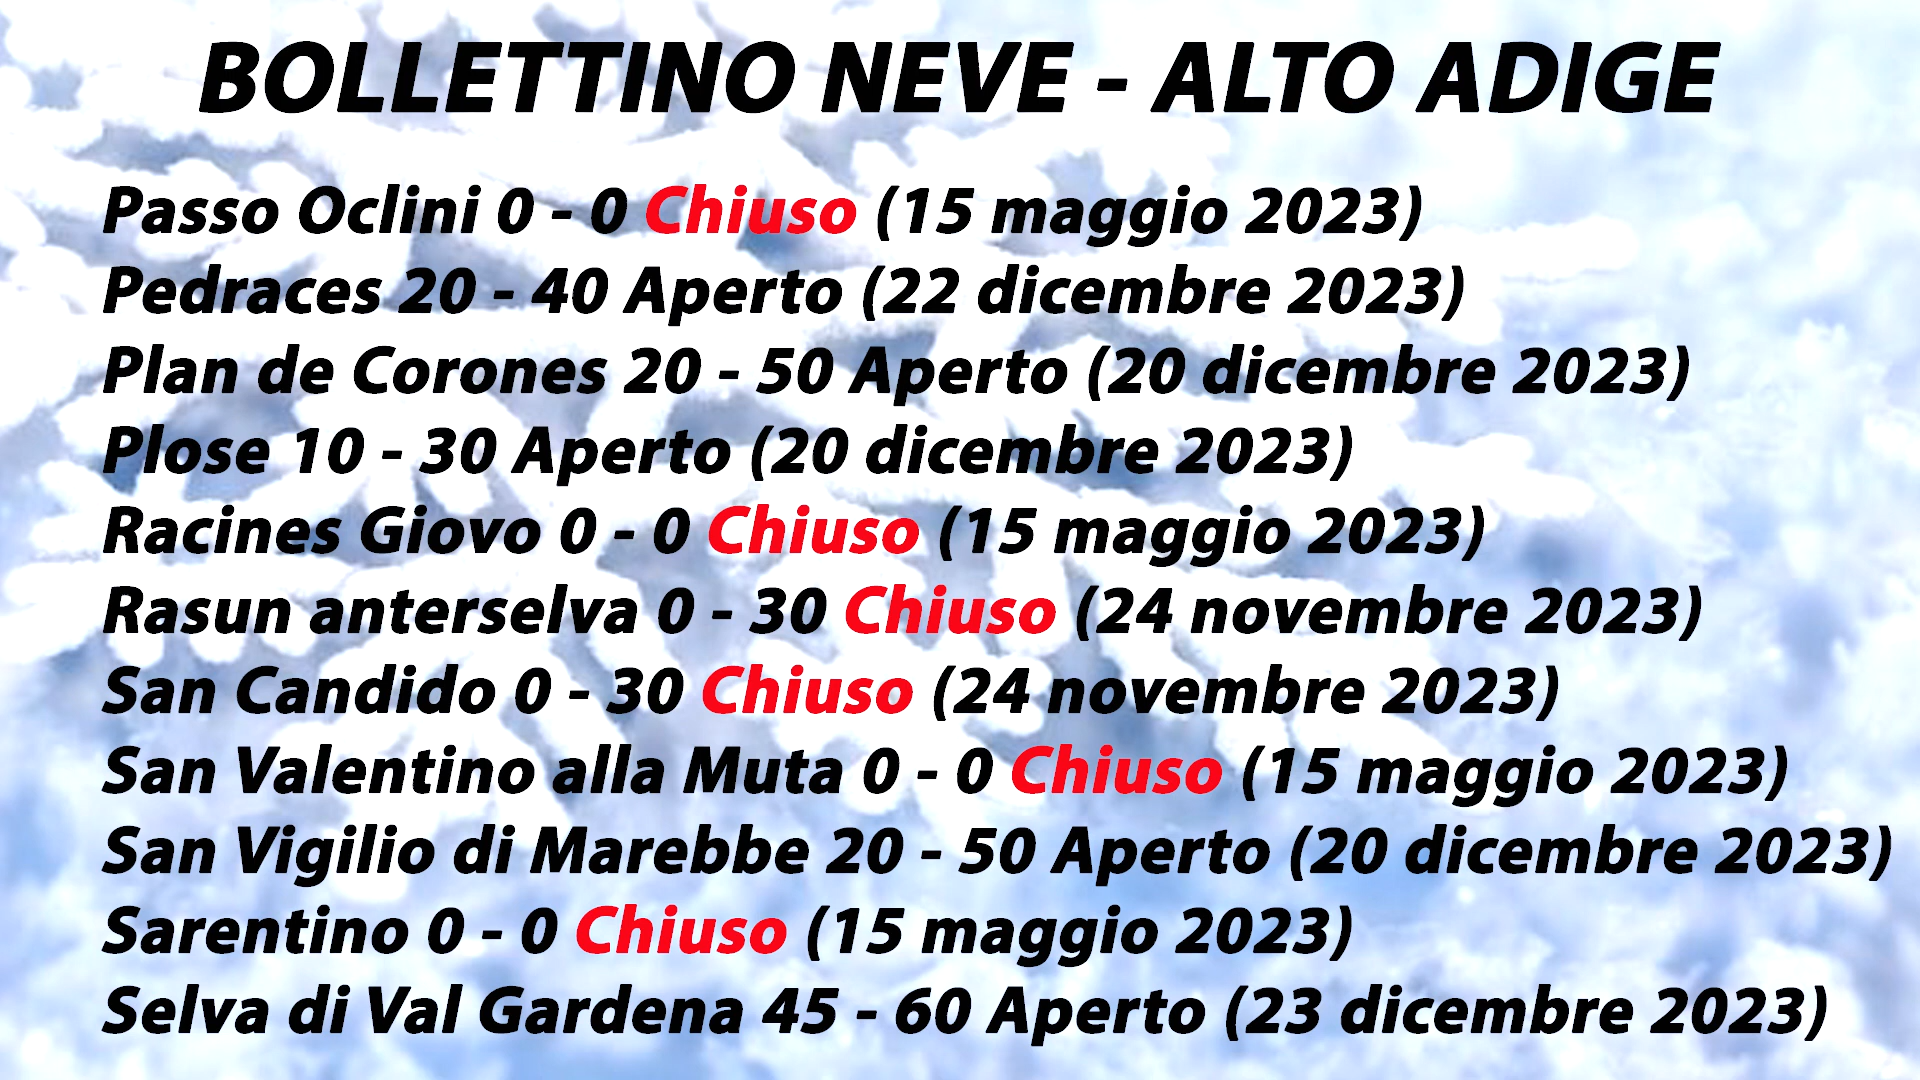 BOLLETTINO NEVE - ALTO ADIGE
Passo Oclini 0 - 0 Chiuso (15 maggio 2023)
Pedraces 20 - 40 Aperto (22 dicembre 2023)
Plan de Corones 20 - 50 Aperto (20 dicembre 2023)
Plose 10 - 30 Aperto (20 dicembre 2023)
Racines Giovo 0 - 0 Chiuso (15 maggio 2023)
Rasun anterselva 0 - 30 Chiuso (24 novembre 2023)
San Candido 0 - 30 Chiuso (24 novembre 2023)
San Valentino alla Muta 0 - 0 Chiuso (15 maggio 2023)
San Vigilio di Marebbe 20 - 50 Aperto (20 dicembre 2023)
Sarentino 0 - 0 Chiuso (15 maggio 2023)
Selva di Val Gardena 45 - 60 Aperto (23 dicembre 2023)